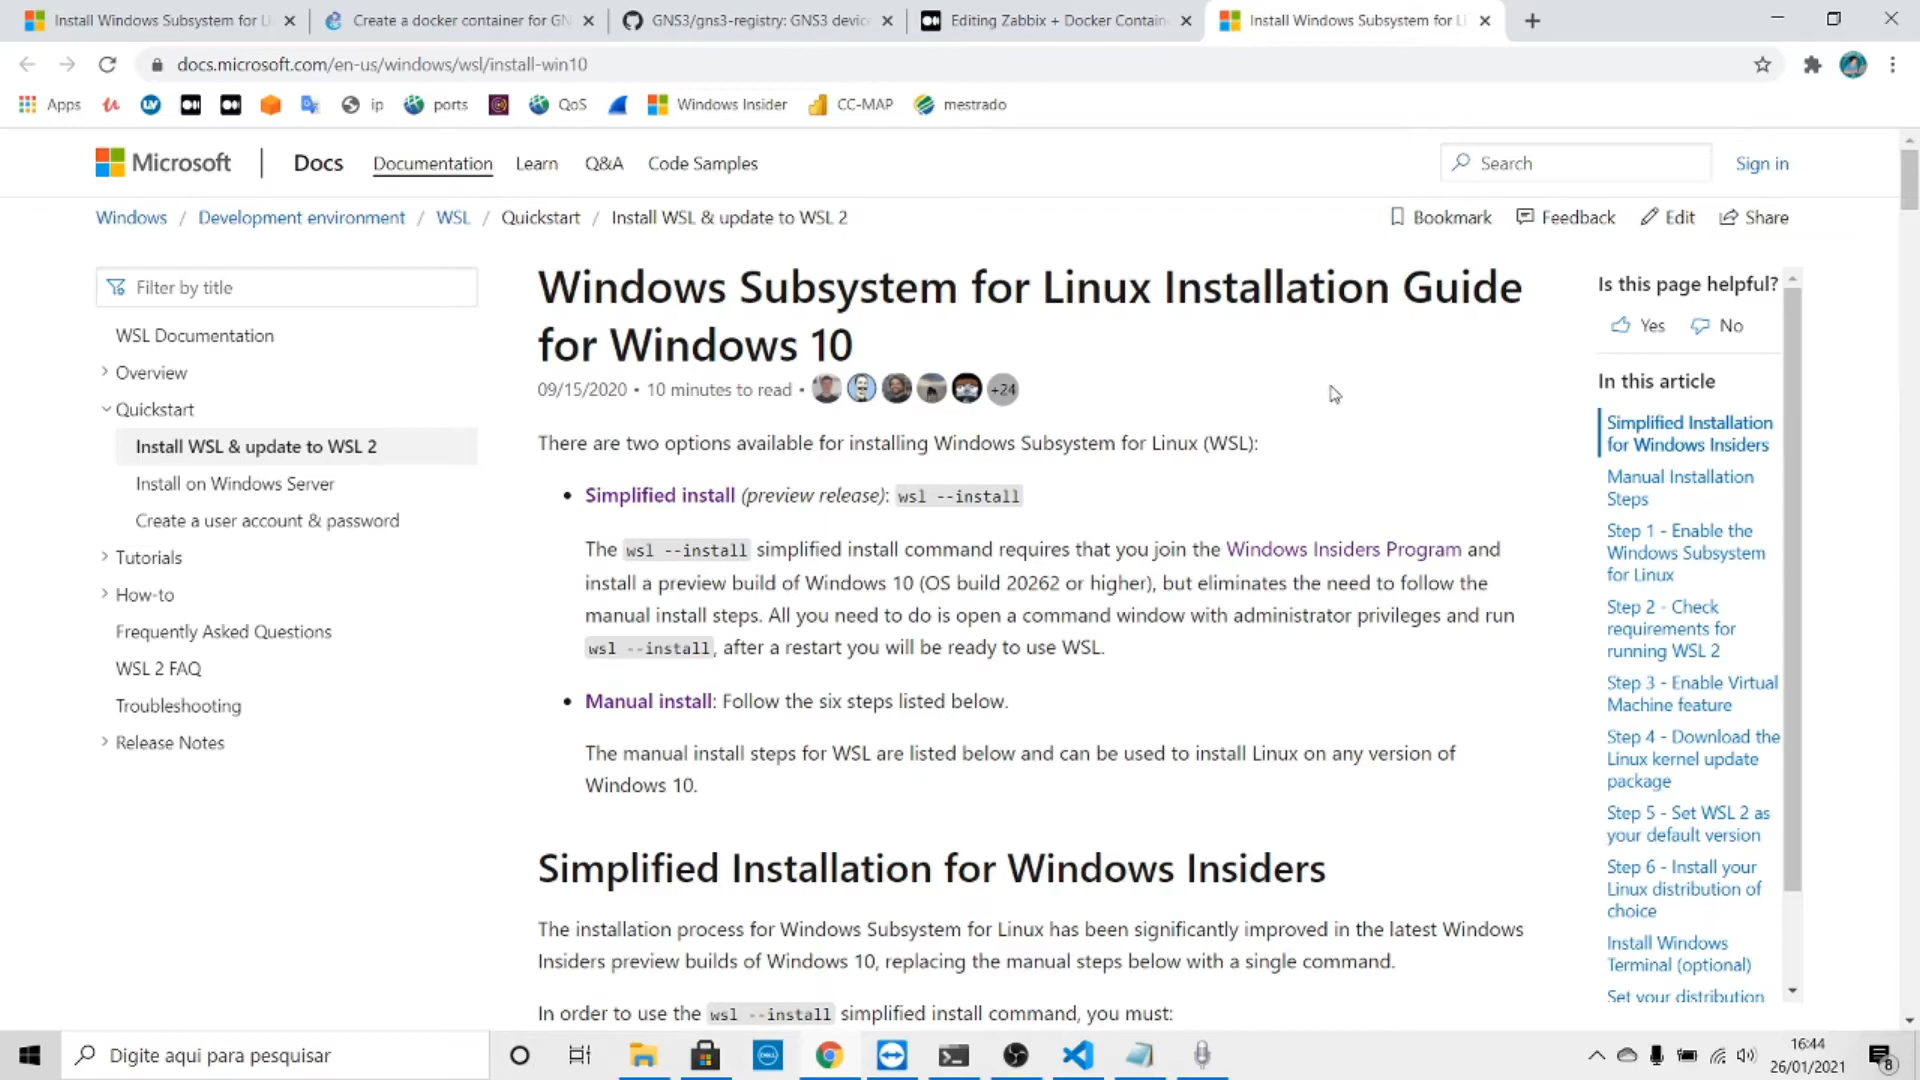 Install Windows Subsystem for Li
Create a docker container for GN
GNS3/gns3-registry: GNS3 device
Editing Zabbix + Docker Contain
Install Windows Subsystem for Li
docs.microsoft.com/en-us/windows/wsl/install-win10
Apps
ip
ports
QoS
Windows Insider
CC-MAP
mestrado
Microsoft
Docs
Documentation
Learn
Q&A
Code Samples
Search
Sign in
Windows / Development environment / WSL / Quickstart / Install WSL & update to WSL 2
Bookmark
Feedback
Edit
Share
Filter by title
WSL Documentation
Overview
Quickstart
Install WSL & update to WSL 2
Install on Windows Server
Create a user account & password
Tutorials
How-to
Frequently Asked Questions
WSL 2 FAQ
Troubleshooting
Release Notes
Windows Subsystem for Linux Installation Guide
for Windows 10
09/15/2020 • 10 minutes to read •
+24
There are two options available for installing Windows Subsystem for Linux (WSL):
• Simplified install (preview release): wsl --install
The wsl --install simplified install command requires that you join the Windows Insiders Program and
install a preview build of Windows 10 (OS build 20262 or higher), but eliminates the need to follow the
manual install steps. All you need to do is open a command window with administrator privileges and run
wsl --install, after a restart you will be ready to use WSL.
• Manual install: Follow the six steps listed below.
The manual install steps for WSL are listed below and can be used to install Linux on any version of
Windows 10.
Simplified Installation for Windows Insiders
The installation process for Windows Subsystem for Linux has been significantly improved in the latest Windows
Insiders preview builds of Windows 10, replacing the manual steps below with a single command.
In order to use the wsl --install simplified install command, you must:
Is this page helpful?
Yes
No
In this article
Simplified Installation
for Windows Insiders
Manual Installation
Steps
Step 1 - Enable the
Windows Subsystem
for Linux
Step 2 - Check
requirements for
running WSL 2
Step 3 - Enable Virtual
Machine feature
Step 4 - Download the
Linux kernel update
package
Step 5 - Set WSL 2 as
your default version
Step 6 - Install your
Linux distribution of
choice
Install Windows
Terminal (optional)
Set your distribution
Digite aqui para pesquisar
DELL
16:44
26/01/2021
8